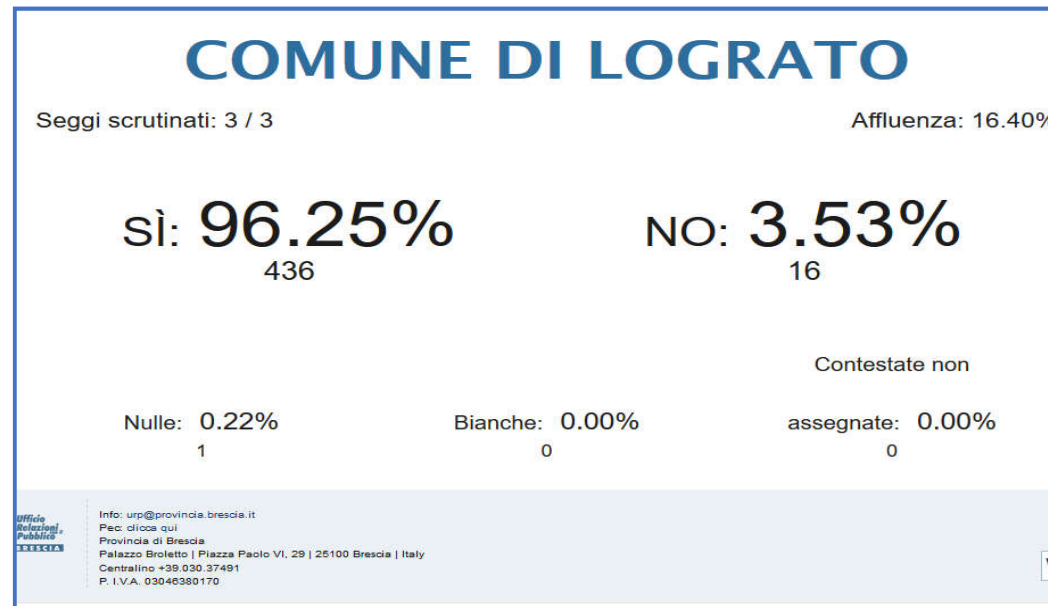 COMUNE DI LOGRATO
Seggi scrutinati: 3 / 3
Affluenza: 16.40%
SÌ: 96.25%
436
NO: 3.53%
16
Nulle: 0.22%
1
Bianche: 0.00%
0
Contestate non
assegnate: 0.00%
0
Ufficio
Relazioni
Pubblico
BRESCIA
Info: urp@provincia.brescia.it
Pec: clicca qui
Provincia di Brescia
Palazzo Broletto | Piazza Paolo VI, 29 | 25100 Brescia | Italy
Centralino +39.030.37491
P. I.V.A. 03046380170